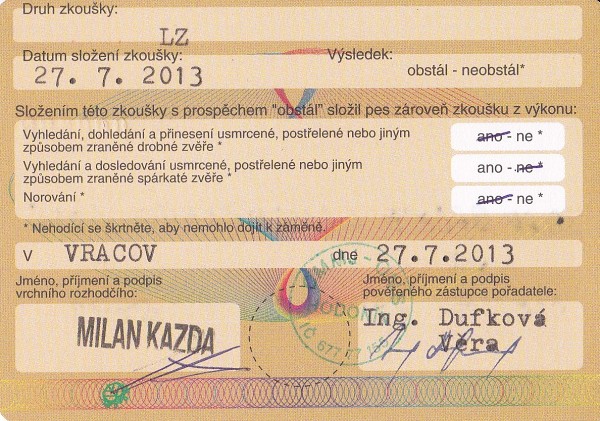 Druh zkoušky:
LZ
Datum složení zkoušky: Výsledek:
27. 7. 2013 obstál - neobstál*
Složením této zkoušky s prospěchem "obstál" složil pes zároveň zkoušku z výkonu:
Vyhledání, dohledání a přinesení usmrcené, postřelené nebo jiným
způsobem zraněné drobné zvěře * ano - ne *
Vyhledání a dosledování usmrcené, postřelené nebo jiným
způsobem zraněné spárkaté zvěře * ano - ne *
Norování * ano - ne *
* Nehodící se škrtněte, aby nemohlo dojít k záměně.
v VRACOV dne 27.7.2013
Jméno, příjmení a podpis
vrchního rozhodčího:
Jméno, příjmení a podpis
pověřeného zástupce pořadatele:
MILAN KAZDA
Ing. Dufková
Věra